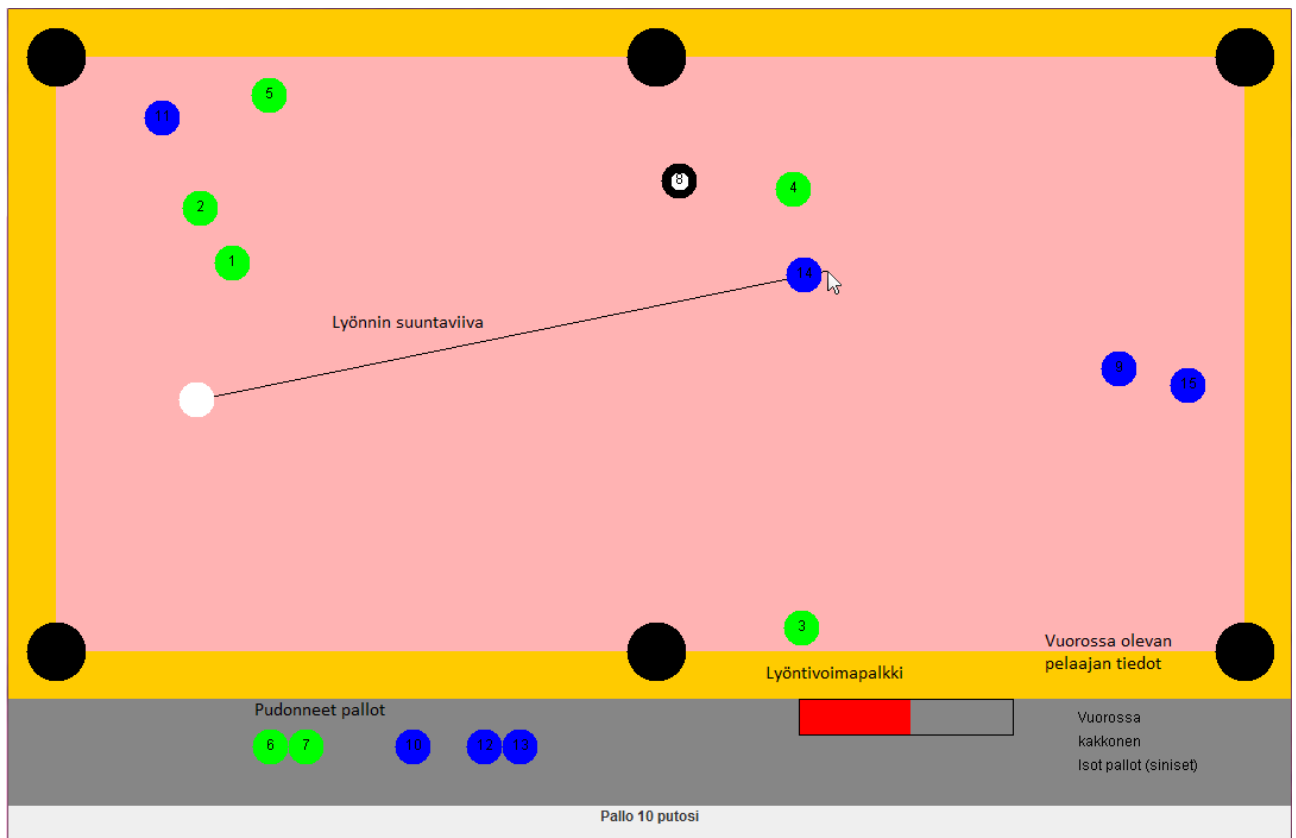 5
11
8
4
2
1
14
Lyönnin suuntaviiva
9
15
3
Vuorossa olevan
pelaajan tiedot
Lyöntivoimapalkki
Pudonneet pallot
6 7 10 12 13
Vuorossa
kakkonen
Isot pallot (siniset)
Pallo 10 putosi